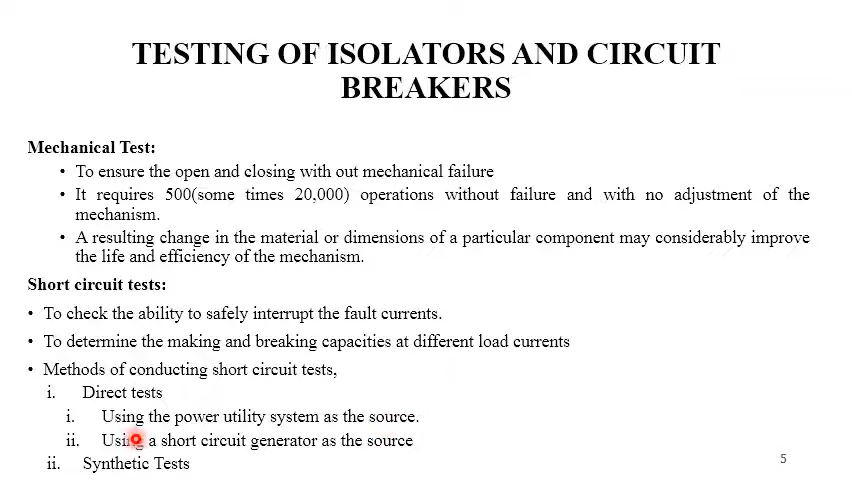 TESTING OF ISOLATORS AND CIRCUIT
BREAKERS
Mechanical Test:
• To ensure the open and closing with out mechanical failure
• It requires 500(some times 20,000) operations without failure and with no adjustment of the
mechanism.
• A resulting change in the material or dimensions of a particular component may considerably improve
the life and efficiency of the mechanism.
Short circuit tests:
• To check the ability to safely interrupt the fault currents.
• To determine the making and breaking capacities at different load currents
• Methods of conducting short circuit tests,
i. Direct tests
i. Using the power utility system as the source.
ii. Using a short circuit generator as the source
ii. Synthetic Tests
5